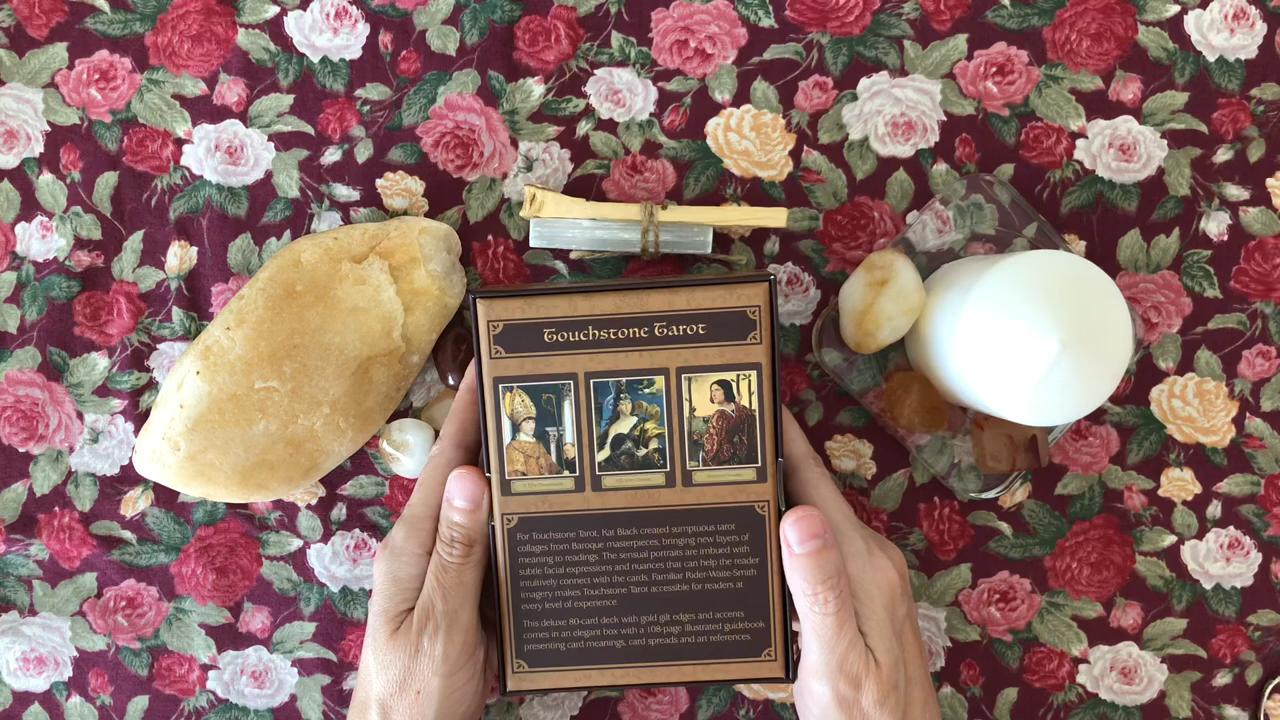 Touchstone Tarot
For Touchstone Tarot, Kat Black created sumptuous tarot
collages from Baroque masterpieces, bringing new layers of
meaning to readings. The sensual portraits are imbued with
subtle facial expressions and nuances that can help the reader
intuitively connect with the cards. Familiar Rider-Waite-Smith
imagery makes Touchstone Tarot accessible for readers at
every level of experience.
This deluxe 80-card deck with gold gilt edges and accents
comes in an elegant box with a 108-page illustrated guidebook
presenting card meanings, card spreads and art references.